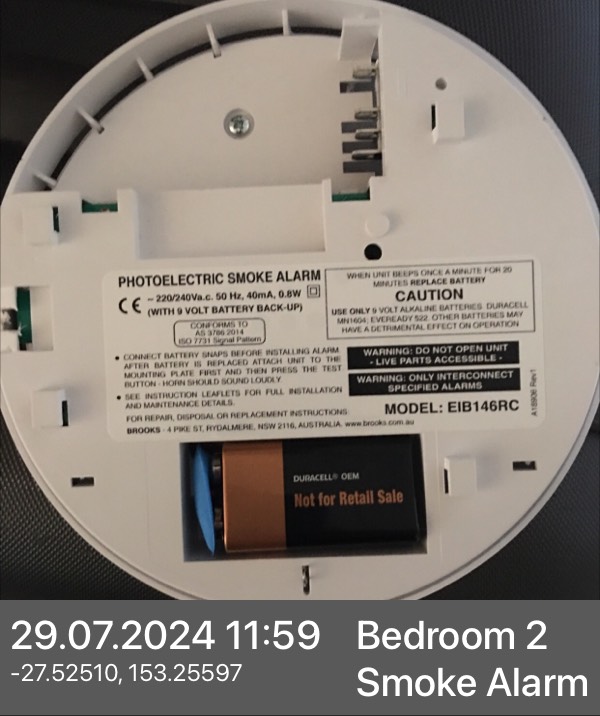 PHOTOELECTRIC SMOKE ALARM
CE ~ 220/240Va.c. 50 Hz, 40mA, 0.8W
(WITH 9 VOLT BATTERY BACK-UP)
CONFORMS TO
AS 3786:2014
ISO 7731 Signal Pattern
• CONNECT BATTERY SNAPS BEFORE INSTALLING ALARM
AFTER BATTERY IS REPLACED ATTACH UNIT TO THE
MOUNTING PLATE FIRST AND THEN PRESS THE TEST
BUTTON - HORN SHOULD SOUND LOUDLY.
• SEE INSTRUCTION LEAFLETS FOR FULL INSTALLATION
AND MAINTENANCE DETAILS.
FOR REPAIR, DISPOSAL OR REPLACEMENT INSTRUCTIONS
BROOKS - 4 PIKE ST, RYDALMERE, NSW 2116, AUSTRALIA. www.brooks.com.au
WHEN UNIT BEEPS ONCE A MINUTE FOR 20
MINUTES REPLACE BATTERY
CAUTION
USE ONLY 9 VOLT ALKALINE BATTERIES DURACELL
MN1604; EVEREADY 522. OTHER BATTERIES MAY
HAVE A DETRIMENTAL EFFECT ON OPERATION
WARNING: DO NOT OPEN UNIT
- LIVE PARTS ACCESSIBLE -
WARNING: ONLY INTERCONNECT
SPECIFIED ALARMS
MODEL: EIB146RC
DURACELL® OEM
Not for Retail Sale
29.07.2024 11:59
-27.52510, 153.25597
Bedroom 2
Smoke Alarm